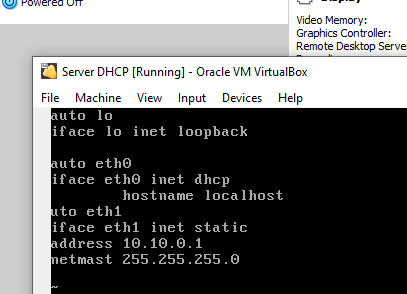 Powered Off
Display
Video Memory:
Graphics Controller:
Remote Desktop Server
Server DHCP [Running] - Oracle VM VirtualBox
File Machine View Input Devices Help
auto lo
iface lo inet loopback
auto eth0
iface eth0 inet dhcp
hostname localhost
uto eth1
iface eth1 inet static
address 10.10.0.1
netmast 255.255.255.0
~